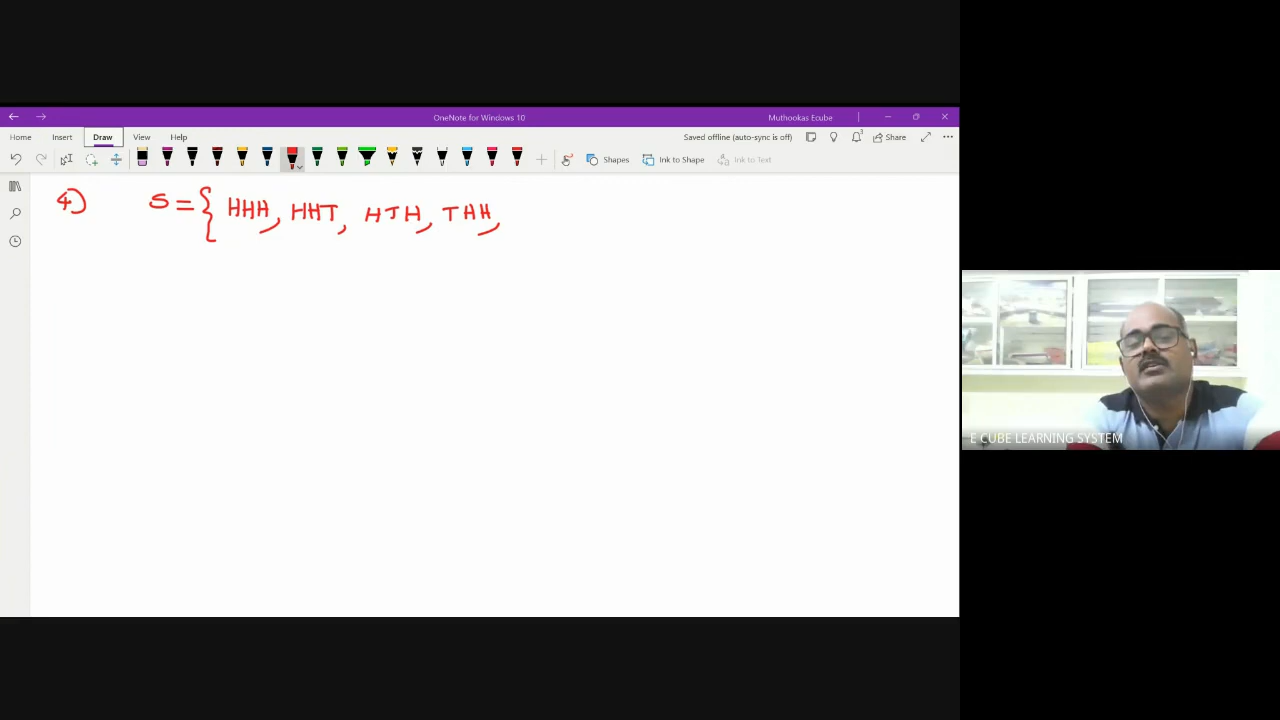 OneNote for Windows 10
Muthookas Ecube
Home Insert Draw View Help
Saved offline (auto-sync is off)
3
Share
Shapes
Ink to Shape
Ink to Text
4) S = { HHH, HHT, HTH, THH,
E CUBE LEARNING SYSTEM